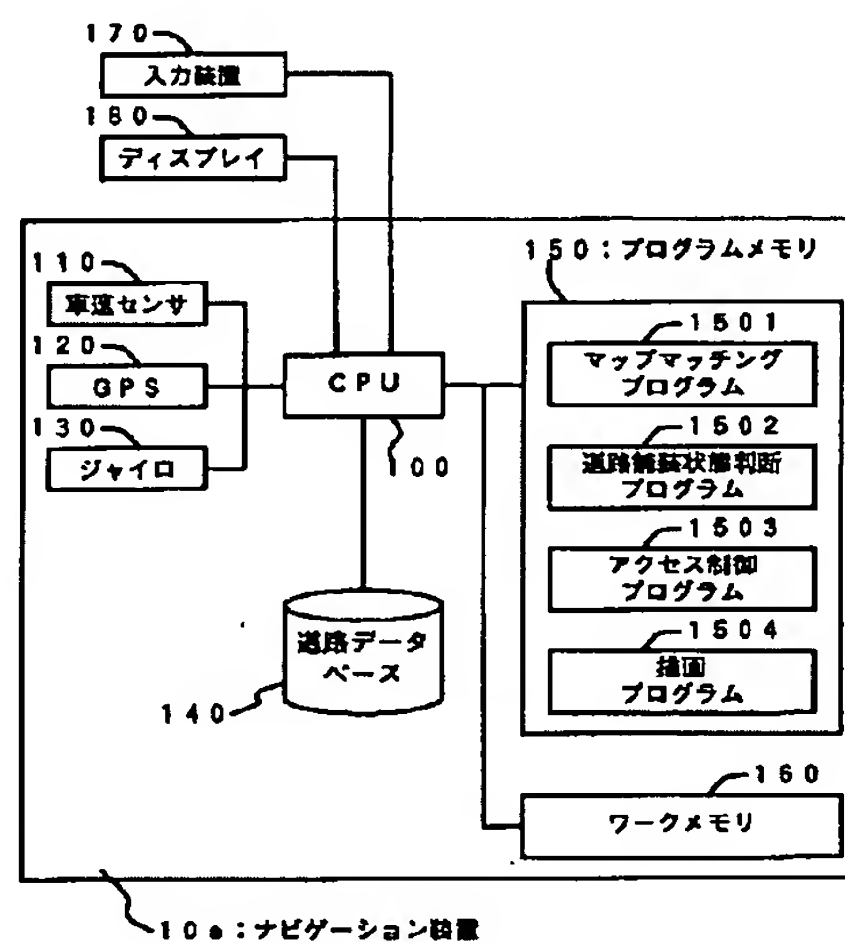 170
入力装置
180
ディスプレイ
110
車速センサ
120
GPS
130
ジャイロ
CPU
100
道路データ
ベース
140
150:プログラムメモリ
1501
マップマッチング
プログラム
1502
道路舗装状態判断
プログラム
1503
アクセス制御
プログラム
1504
描画
プログラム
160
ワークメモリ
10a:ナビゲーション装置